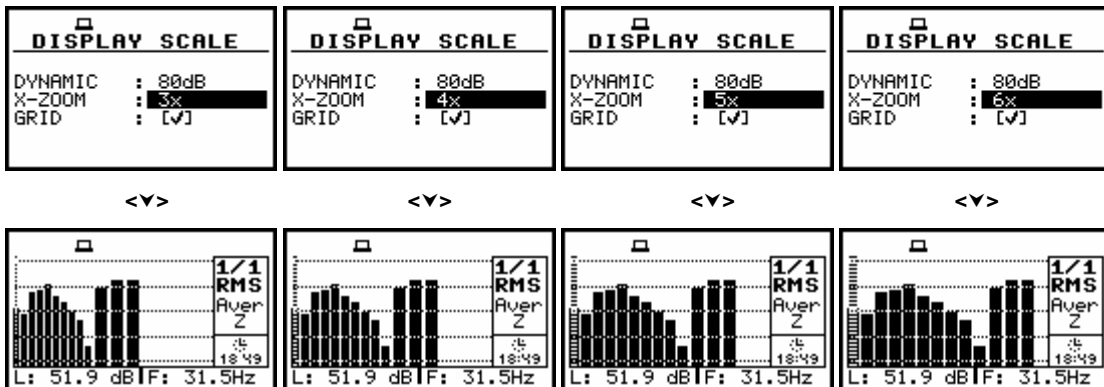 DISPLAY SCALE
DYNAMIC : 80dB
X-ZOOM : 3x
GRID : [✓]
DISPLAY SCALE
DYNAMIC : 80dB
X-ZOOM : 4x
GRID : [✓]
DISPLAY SCALE
DYNAMIC : 80dB
X-ZOOM : 5x
GRID : [✓]
DISPLAY SCALE
DYNAMIC : 80dB
X-ZOOM : 6x
GRID : [✓]
<⮟> <⮟> <⮟> <⮟>
1/1
RMS
Aver
Z
18:49
L: 51.9 dB F: 31.5Hz
1/1
RMS
Aver
Z
18:49
L: 51.9 dB F: 31.5Hz
1/1
RMS
Aver
Z
18:49
L: 51.9 dB F: 31.5Hz
1/1
RMS
Aver
Z
18:49
L: 51.9 dB F: 31.5Hz